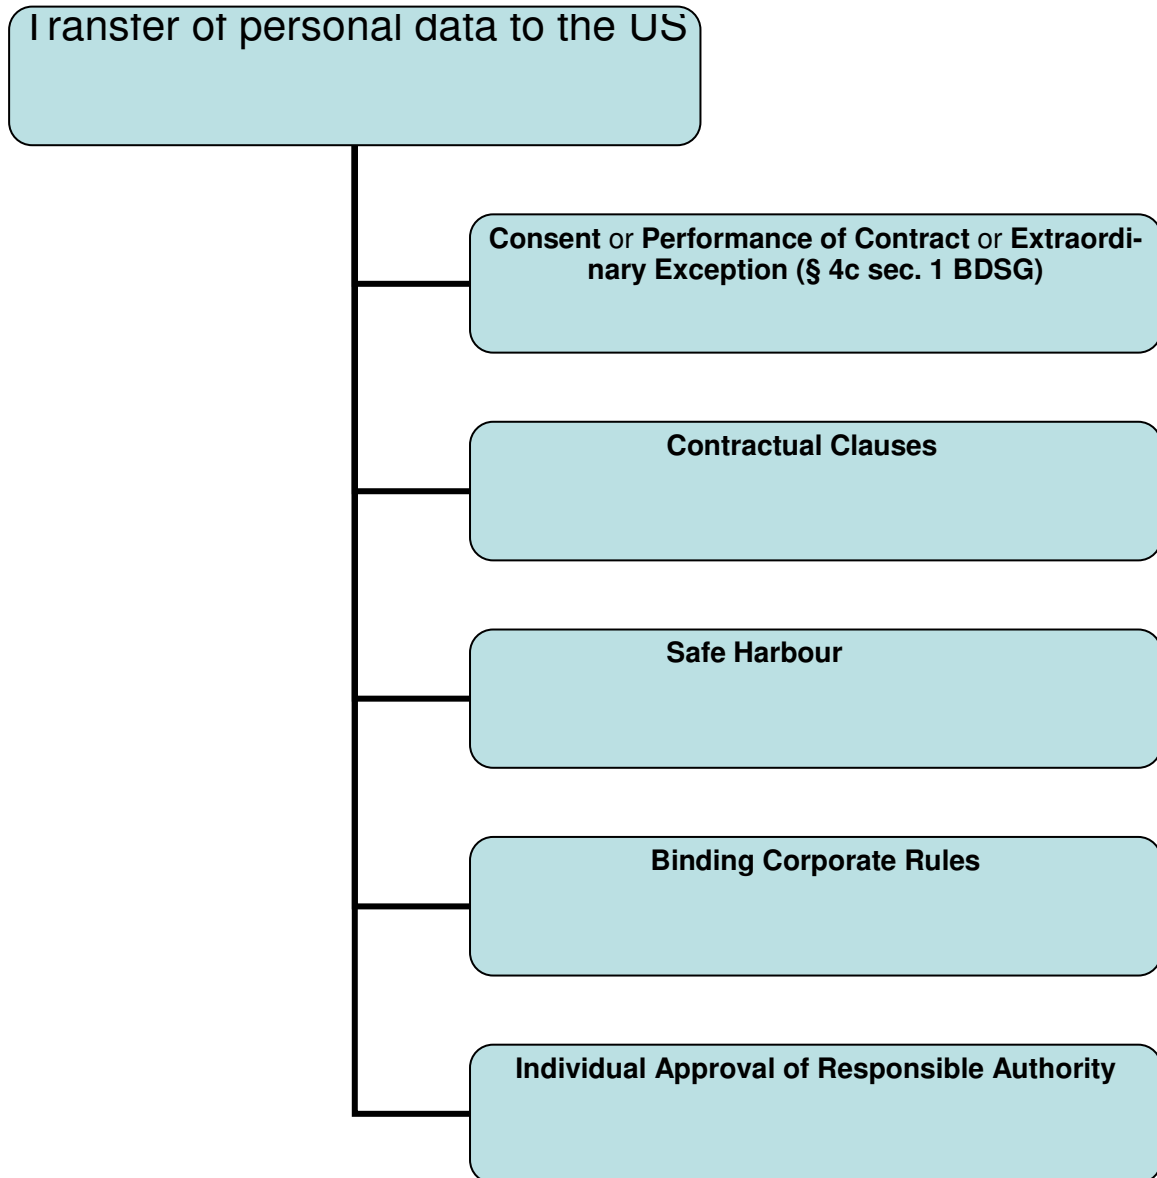 Transfer of personal data to the US
Consent or Performance of Contract or Extraordi-
nary Exception (§ 4c sec. 1 BDSG)
Contractual Clauses
Safe Harbour
Binding Corporate Rules
Individual Approval of Responsible Authority